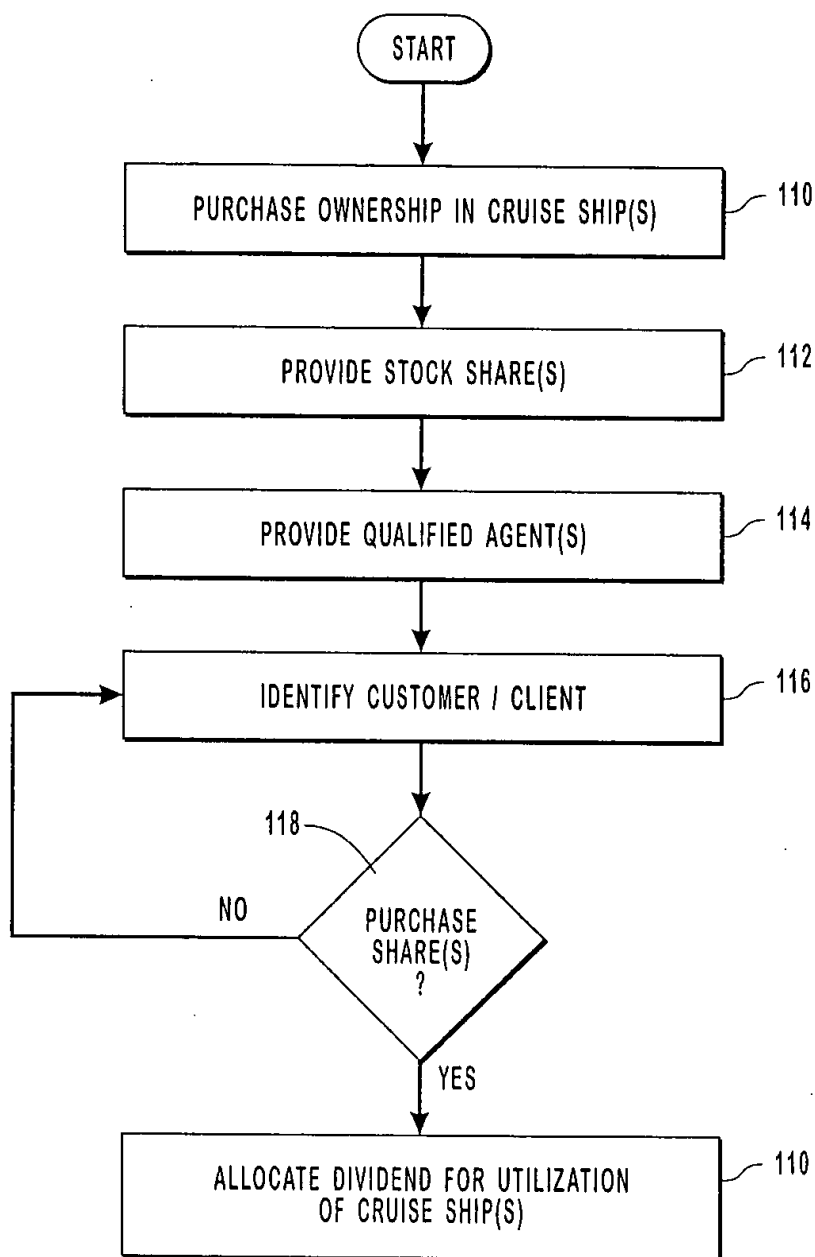 START
PURCHASE OWNERSHIP IN CRUISE SHIP(S)
110
PROVIDE STOCK SHARE(S)
112
PROVIDE QUALIFIED AGENT(S)
114
IDENTIFY CUSTOMER / CLIENT
116
118
PURCHASE
SHARE(S)
?
NO
YES
ALLOCATE DIVIDEND FOR UTILIZATION
OF CRUISE SHIP(S)
110